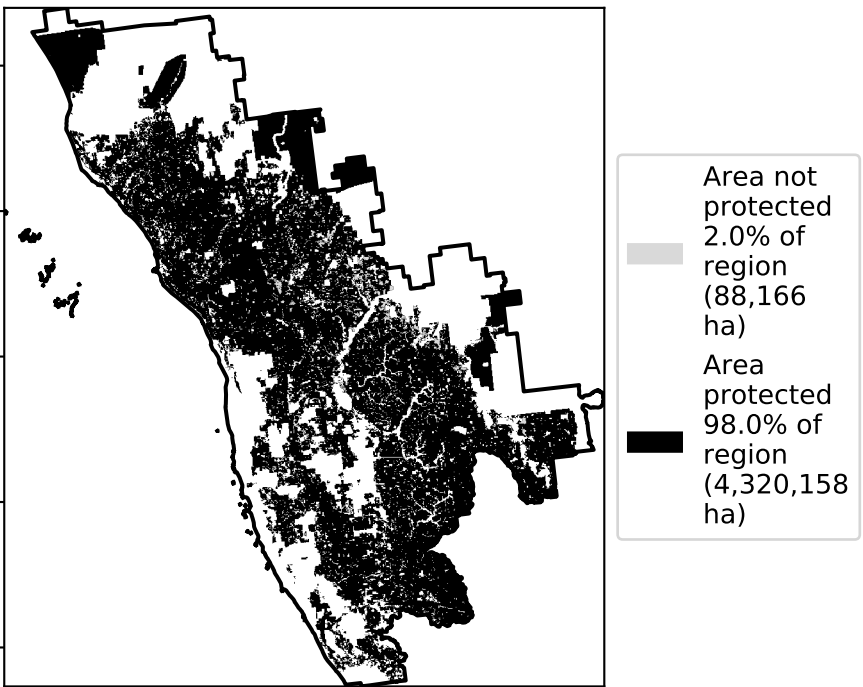 Area not
protected
2.0% of
region
(88,166
ha)
Area
protected
98.0% of
region
(4,320,158
ha)